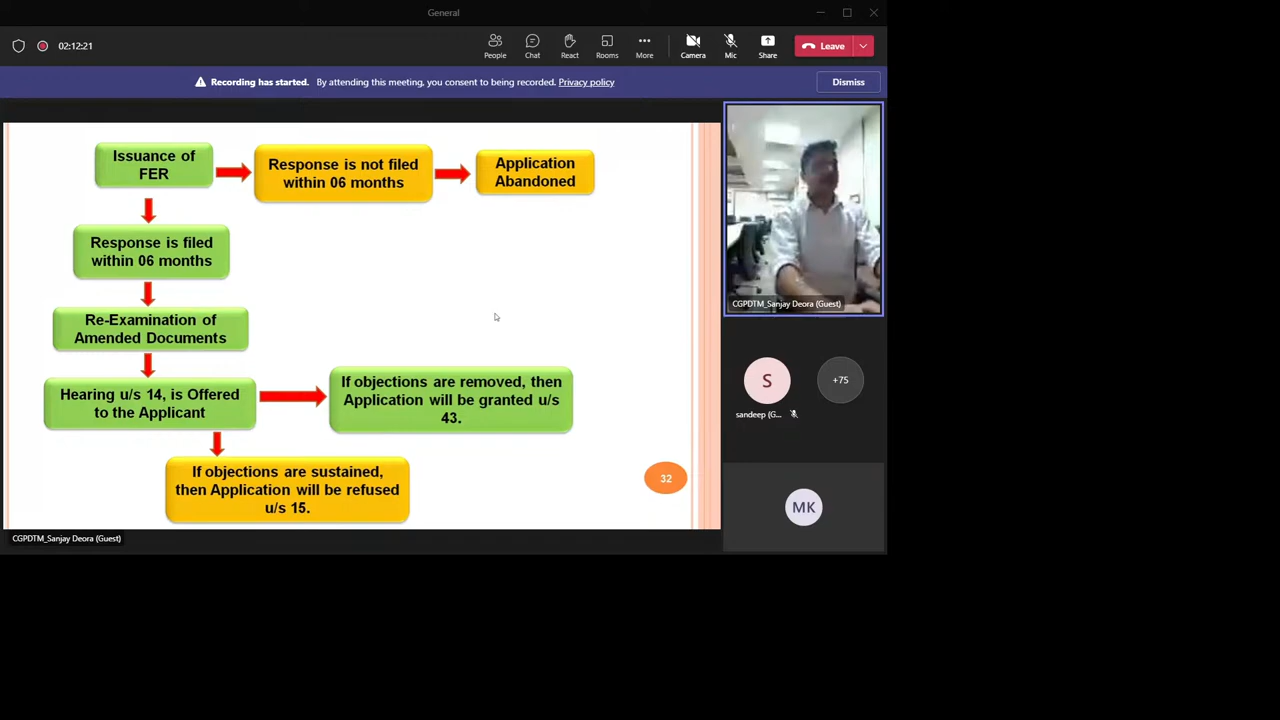 General
02:12:21
People
Chat
React
Rooms
More
Camera
Mic
Share
Leave
Recording has started. By attending this meeting, you consent to being recorded. Privacy policy
Dismiss
Issuance of
FER
Response is not filed
within 06 months
Application
Abandoned
Response is filed
within 06 months
Re-Examination of
Amended Documents
Hearing u/s 14, is Offered
to the Applicant
If objections are removed, then
Application will be granted u/s
43.
If objections are sustained,
then Application will be refused
u/s 15.
32
CGPDTM_Sanjay Deora (Guest)
CGPDTM_Sanjay Deora (Guest)
S
sandeep (G...
+75
MK